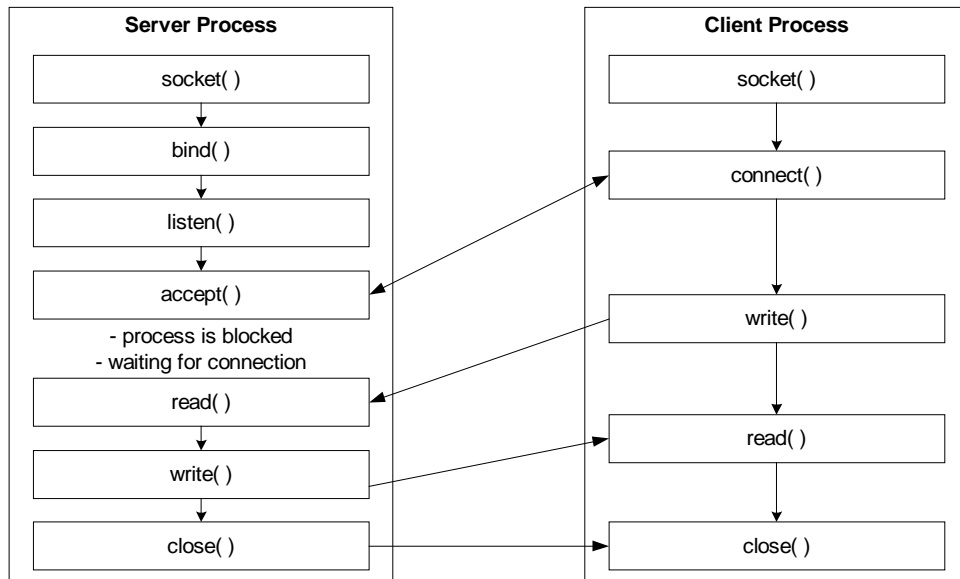 Server Process
socket( )
bind( )
listen( )
accept( )
- process is blocked
- waiting for connection
read( )
write( )
close( )
Client Process
socket( )
connect( )
write( )
read( )
close( )